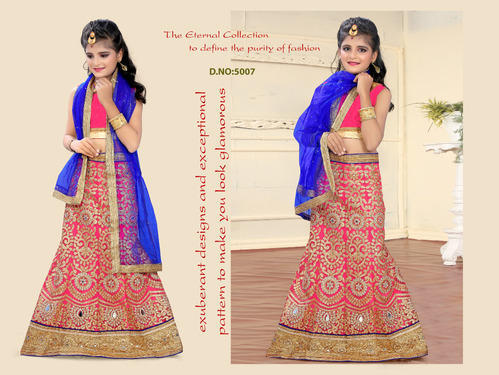 The Eternal Collection
to define the purity of fashion
D.NO:5007
exuberant designs and exceptional
pattern to make you look glamorous